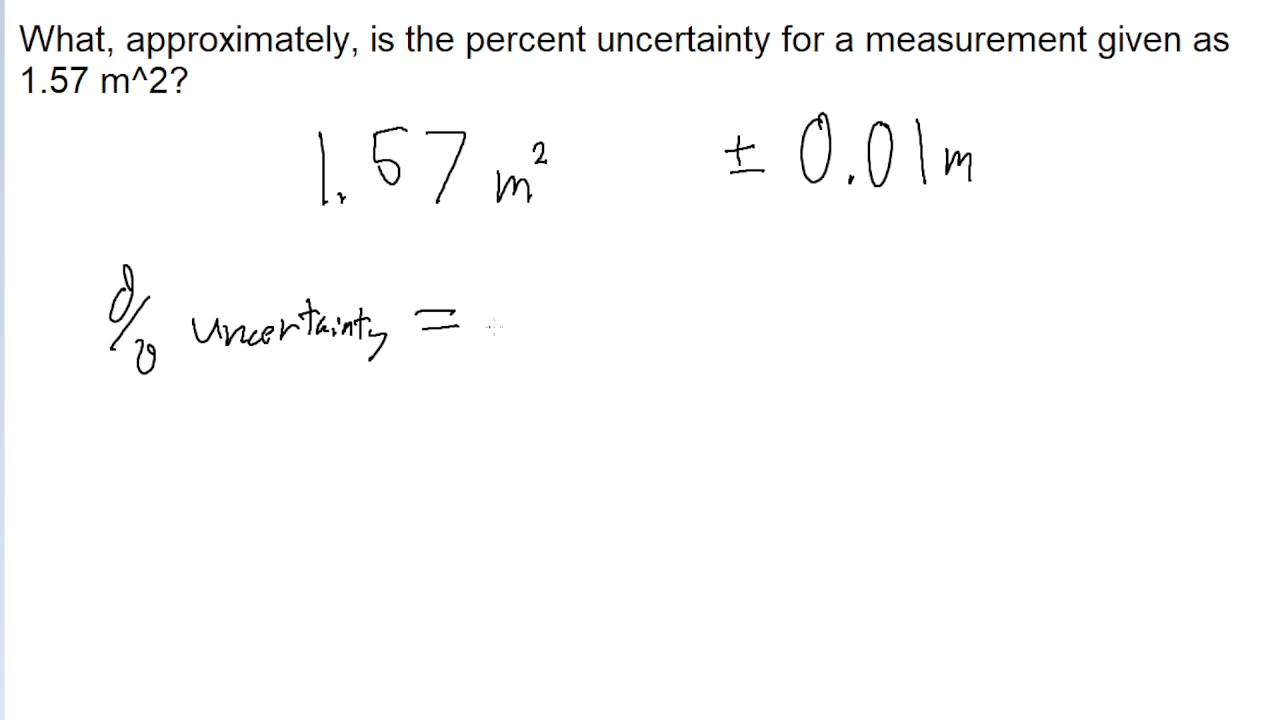 What, approximately, is the percent uncertainty for a measurement given as
1.57 m^2?
1.57 m² ± 0.01m
% uncertainty =